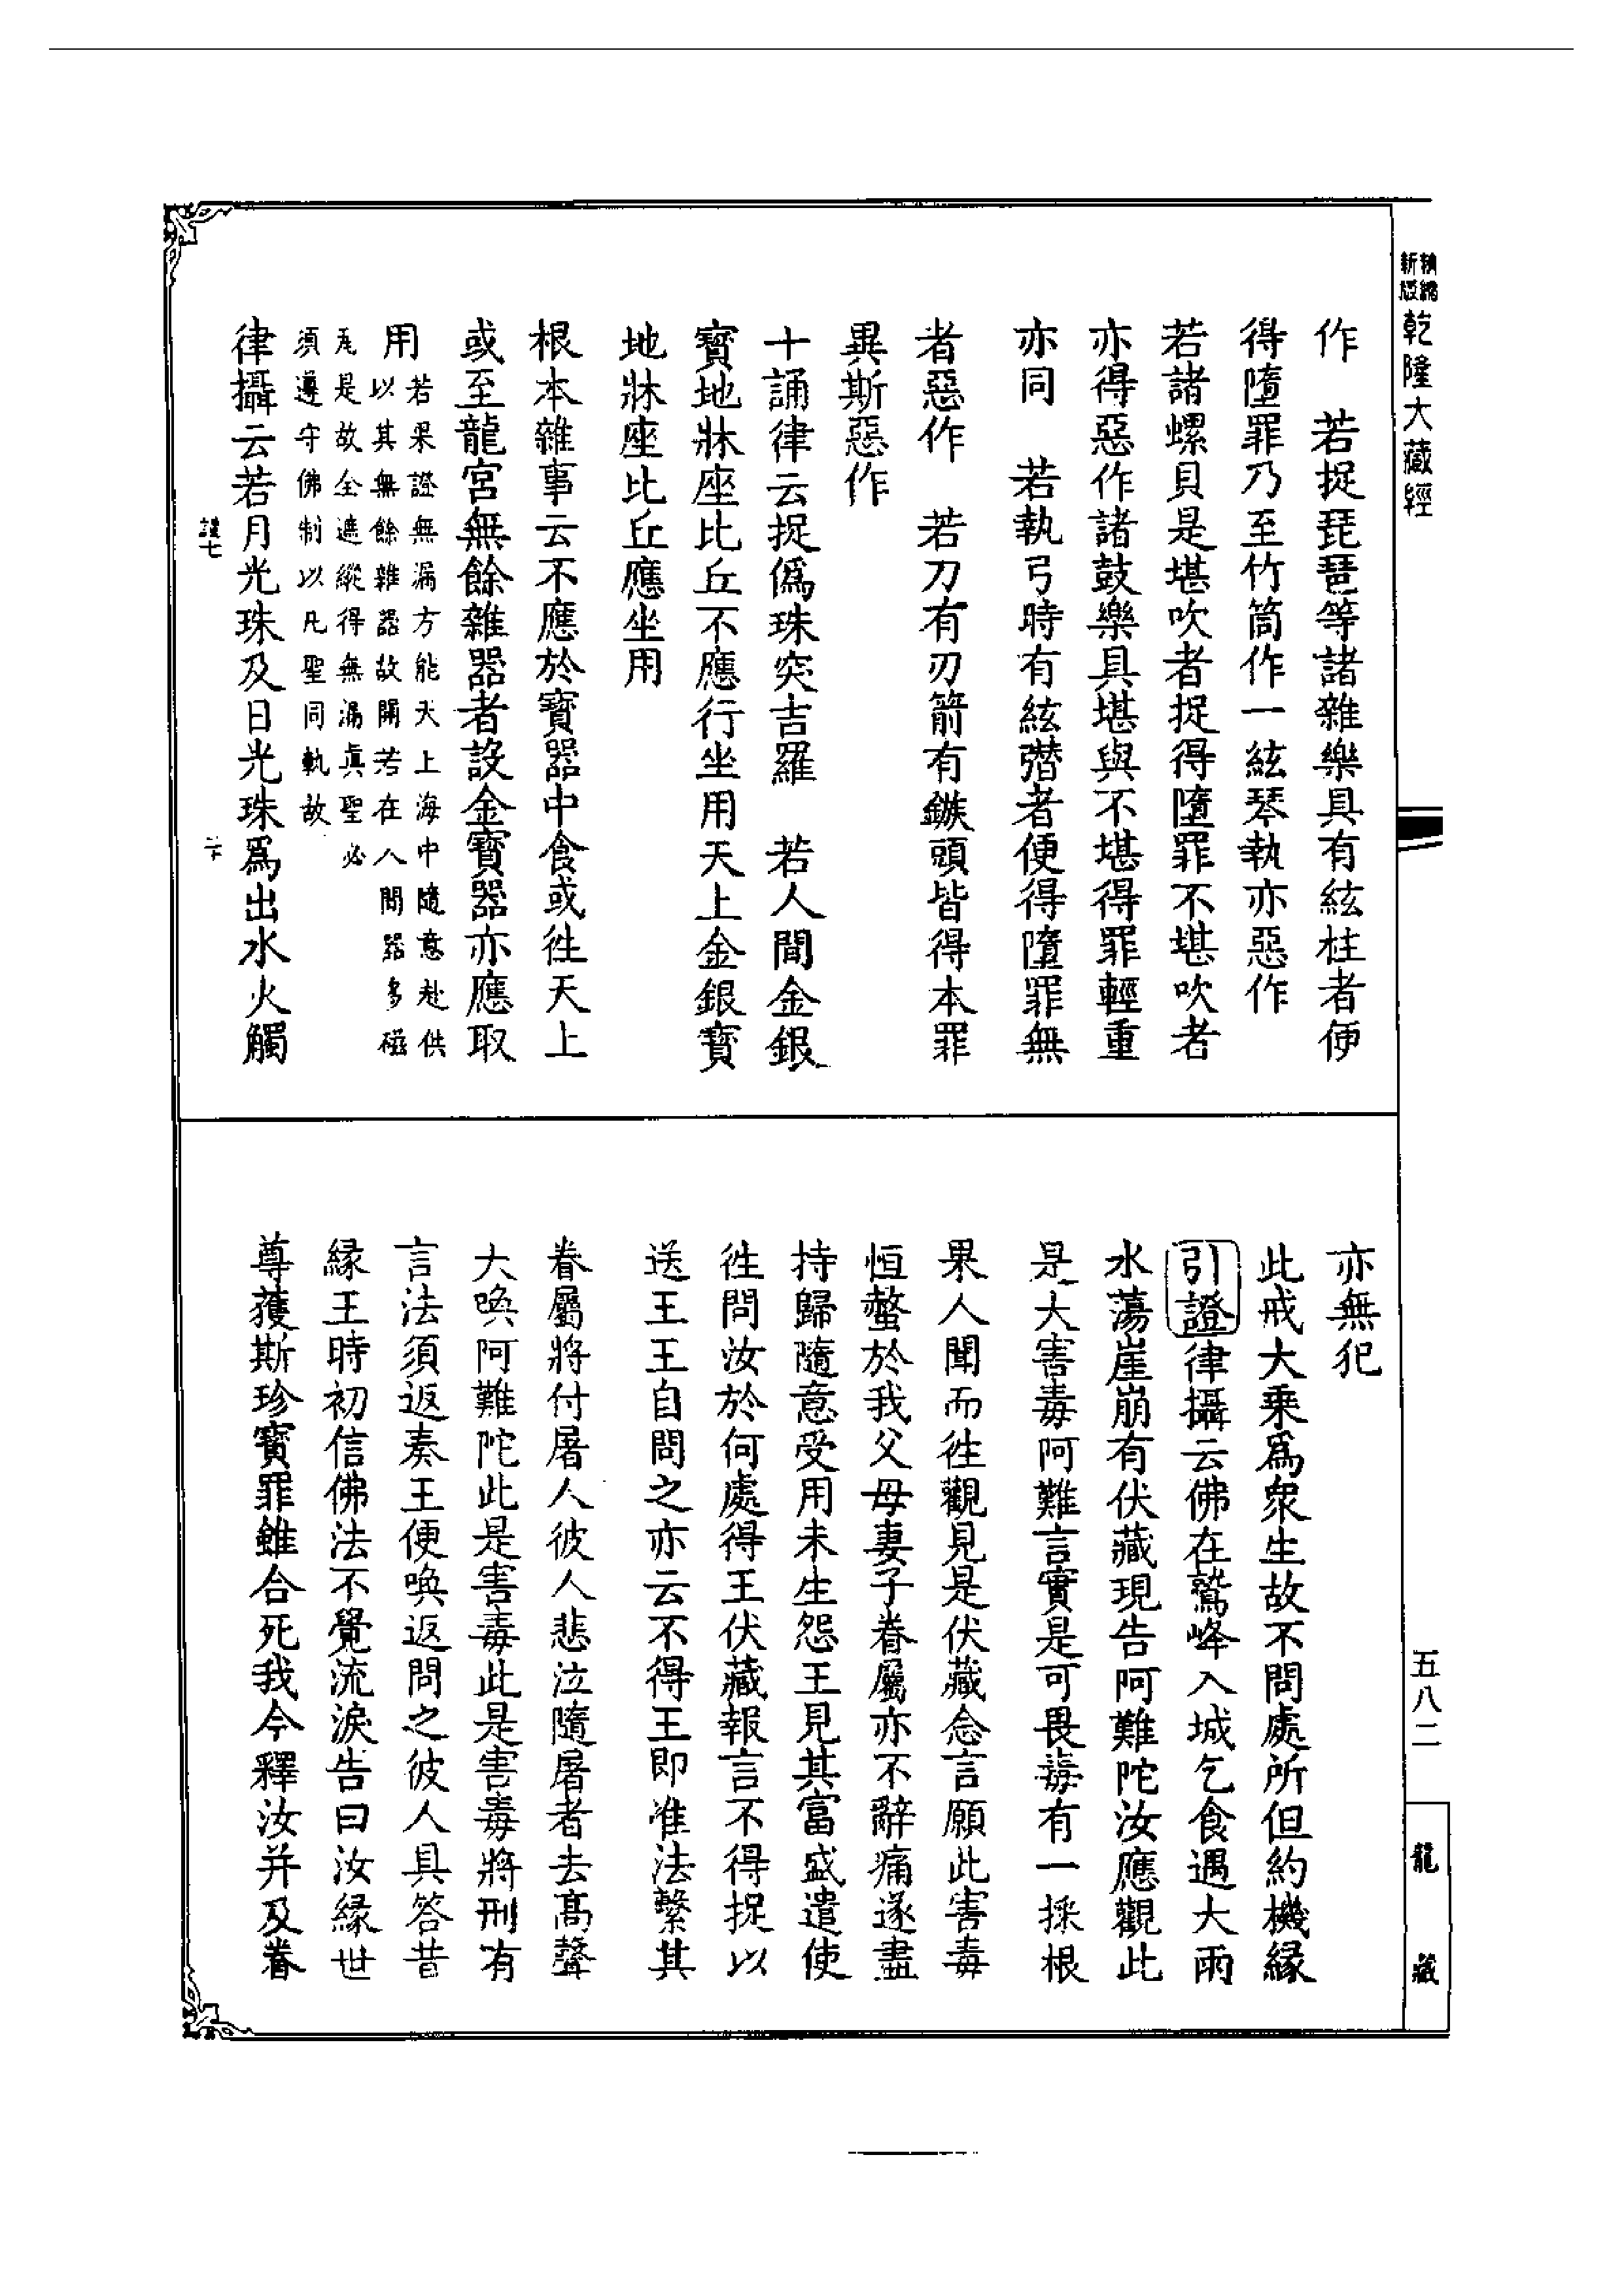 精縮新版
乾隆大藏經
作　若捉琵琶等諸雜樂具有絃柱者便
得墮罪乃至竹筒作一絃琴執亦惡作
若諸螺貝是堪吹者捉得墮罪不堪吹者
亦得惡作諸鼓樂具堪與不堪得罪輕重
亦同　若執弓時有絃彄者便得墮罪無
者惡作　若刀有刃箭有鏃頭皆得本罪
異斯惡作
十誦律云捉僞珠突吉羅　若人間金銀
寶地牀座比丘不應行坐用天上金銀寶
地牀座比丘應坐用
根本雜事云不應於寶器中食或徃天上
或至龍宮無餘雜器者設金寶器亦應取
用
若果證無漏方能天上海中隨意赴供
以其無餘雜器故開若在人間器多磁
瓦是故全遮縱得無漏眞聖必
須遵守佛制以凡聖同軌故
律攝云若月光珠及日光珠爲出水火觸
亦無犯
此戒大乗爲衆生故不問處所但約機縁
引證律攝云佛在鷲峰入城乞食遇大雨
水蕩崖崩有伏藏現告阿難陀汝應觀此
是大害毒阿難言實是可畏毒有一採根
果人聞而徃觀見是伏藏念言願此害毒
恒螫於我父母妻子眷屬亦不辭痛遂盡
持歸隨意受用未生怨王見其富盛遣使
徃問汝於何處得王伏藏報言不得捉以
送王王自問之亦云不得王即准法繫其
眷屬將付屠人彼人悲泣隨屠者去高聲
大喚阿難陀此是害毒此是害毒將刑有
言法須返奏王便喚返問之彼人具答昔
縁王時初信佛法不覺流淚告曰汝縁世
尊獲斯珍寶罪雖合死我今釋汝幷及眷
五八二
龍藏